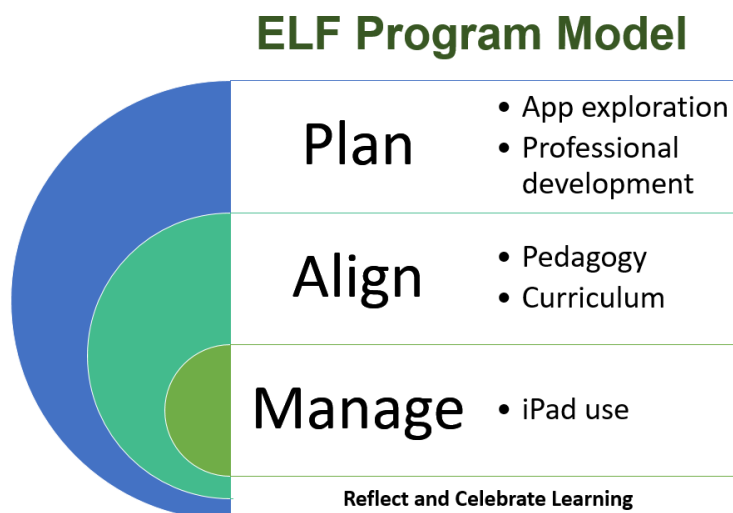 ELF Program Model
Plan
• App exploration
• Professional
development
Align
• Pedagogy
• Curriculum
Manage
• iPad use
Reflect and Celebrate Learning